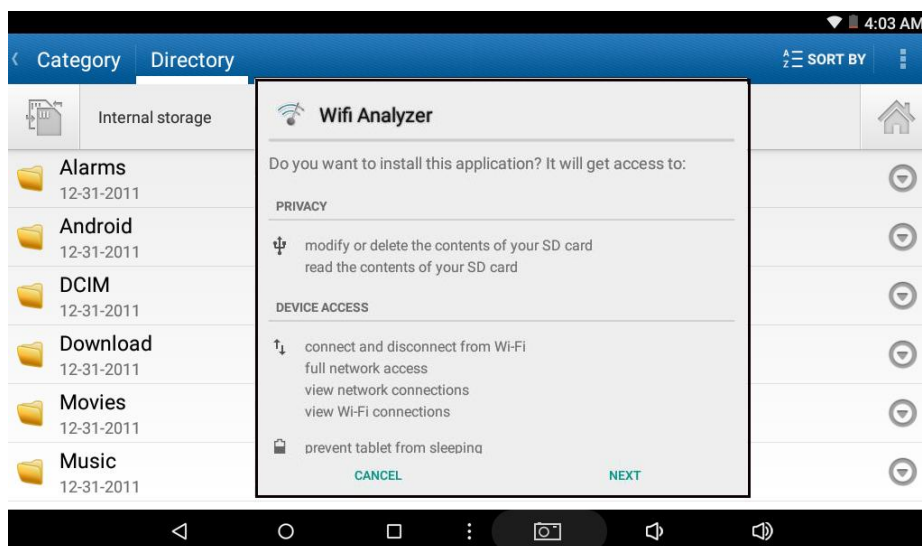 4:03 AM
Category Directory
SORT BY
Internal storage
Alarms
12-31-2011
Android
12-31-2011
DCIM
12-31-2011
Download
12-31-2011
Movies
12-31-2011
Music
12-31-2011
Wifi Analyzer
Do you want to install this application? It will get access to:
PRIVACY
modify or delete the contents of your SD card
read the contents of your SD card
DEVICE ACCESS
connect and disconnect from Wi-Fi
full network access
view network connections
view Wi-Fi connections
prevent tablet from sleeping
CANCEL NEXT